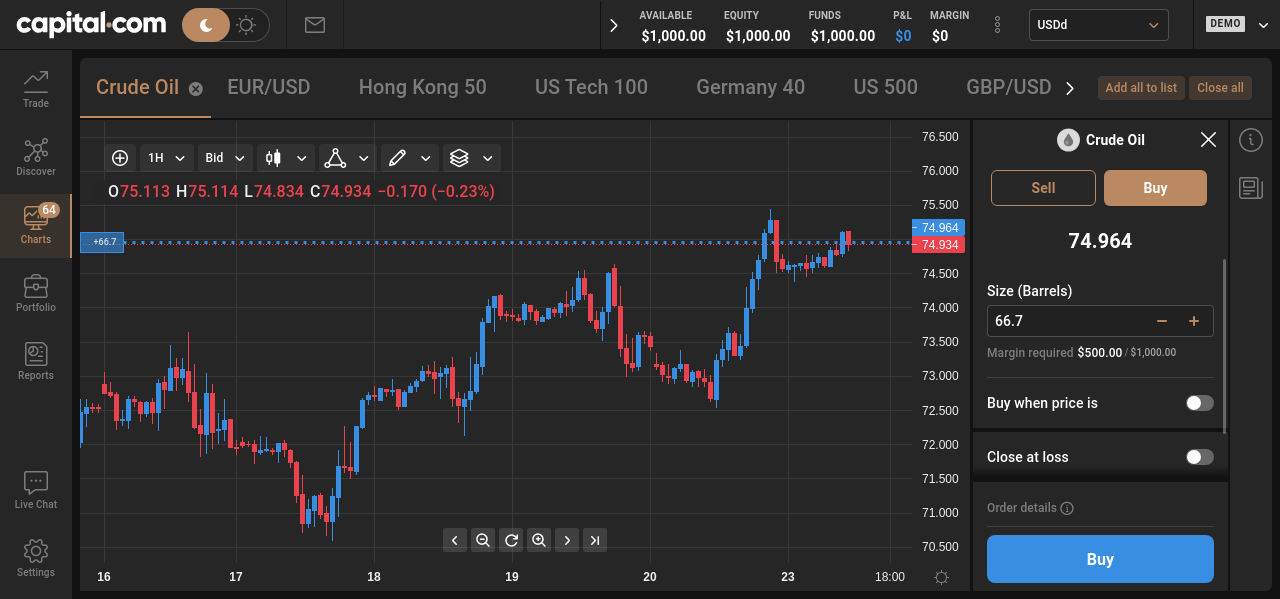 capital.com
AVAILABLE EQUITY FUNDS P&L MARGIN
$1,000.00 $1,000.00 $1,000.00 $0 $0
USDd
DEMO
Trade
Discover
64
Charts
Portfolio
Reports
Live Chat
Settings
Crude Oil EUR/USD Hong Kong 50 US Tech 100 Germany 40 US 500 GBP/USD
Add all to list Close all
1H Bid
O75.113 H75.114 L74.834 C74.934 −0.170 (−0.23%)
+66.7
76.500
76.000
75.500
74.964
74.934
74.500
74.000
73.500
73.000
72.500
72.000
71.500
71.000
70.500
16 17 18 19 20 23 18:00
Crude Oil
Sell Buy
74.964
Size (Barrels)
66.7 − +
Margin required $500.00 / $1,000.00
Buy when price is
Close at loss
Order details
Buy